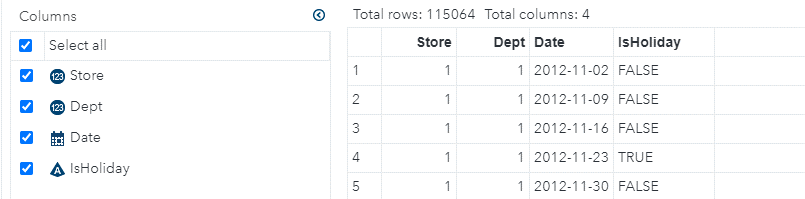 Columns
Select all
123 Store
123 Dept
Date
A IsHoliday
Total rows: 115064 Total columns: 4
Store Dept Date IsHoliday
1 1 1 2012-11-02 FALSE
2 1 1 2012-11-09 FALSE
3 1 1 2012-11-16 FALSE
4 1 1 2012-11-23 TRUE
5 1 1 2012-11-30 FALSE